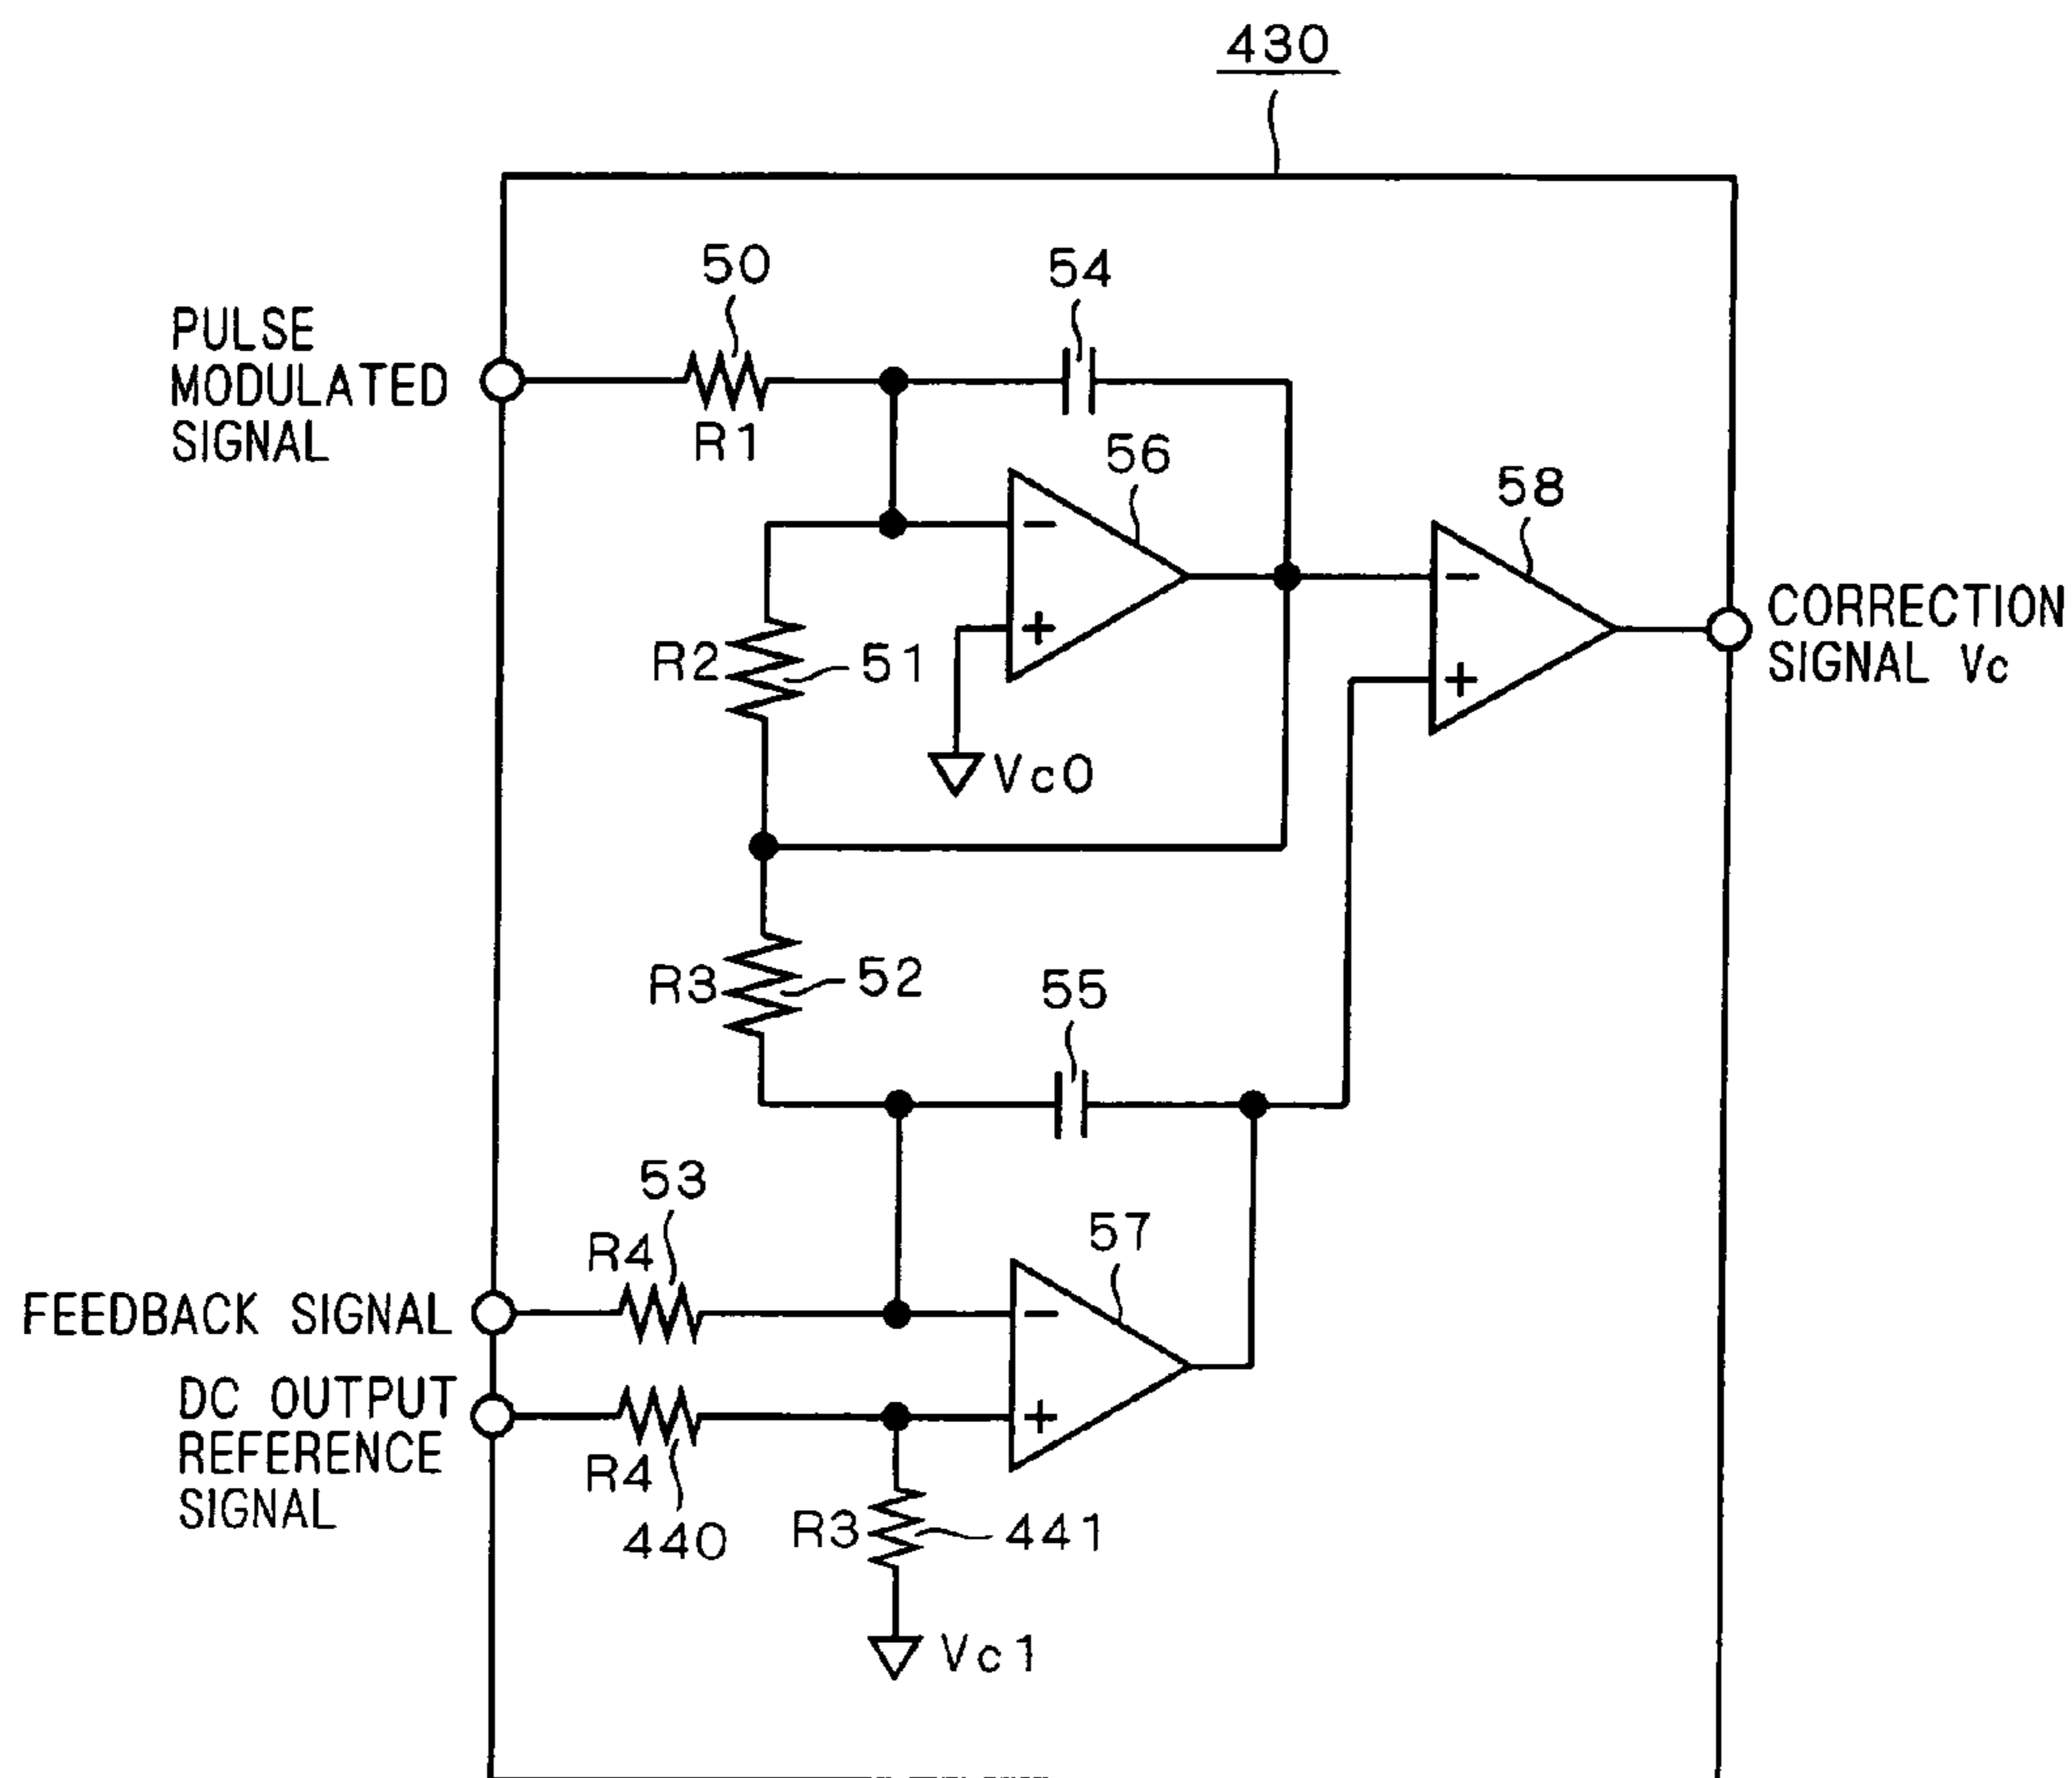 430
50
54
PULSE
MODULATED
SIGNAL
R1
56
58
CORRECTION
SIGNAL Vc
R2
51
Vc0
R3
52
55
53
R4
57
FEEDBACK SIGNAL
DC OUTPUT
REFERENCE
SIGNAL
R4
440
R3
441
Vc1
−
+
−
+
−
+